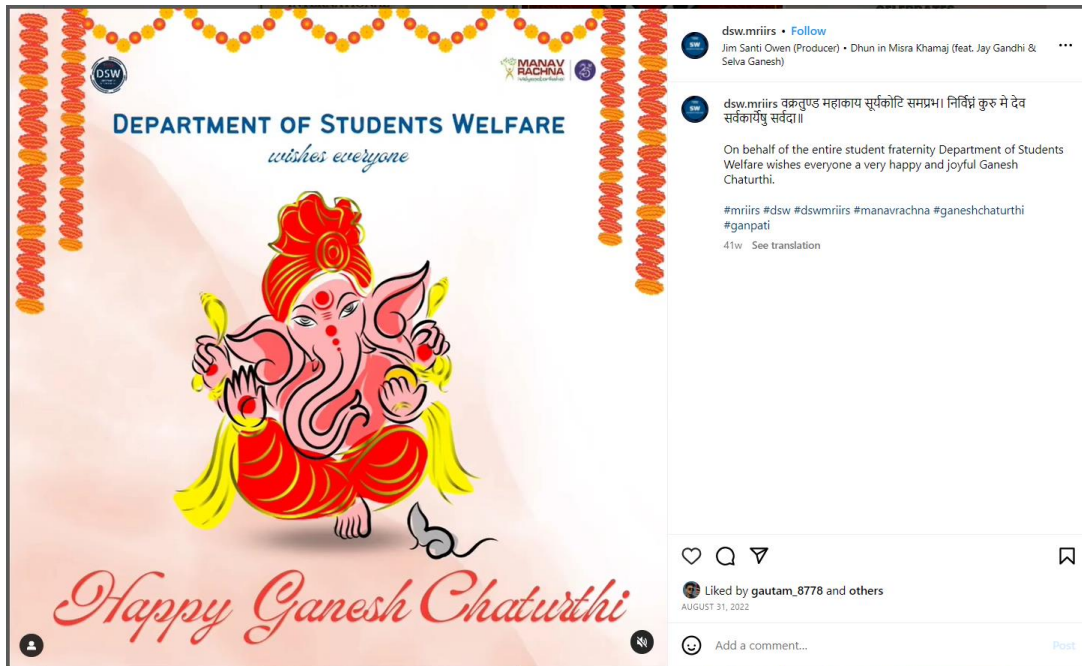 DSW
MANAV
RACHNA
vidyanatariksha
DEPARTMENT OF STUDENTS WELFARE
wishes everyone
Happy Ganesh Chaturthi
dsw.mriirs • Follow
Jim Santi Owen (Producer) • Dhun in Misra Khamaj (feat. Jay Gandhi &
Selva Ganesh)
dsw.mriirs वक्रतुण्ड महाकाय सूर्यकोटि समप्रभ। निर्विघ्नं कुरु मे देव
सर्वकार्येषु सर्वदा॥
On behalf of the entire student fraternity Department of Students
Welfare wishes everyone a very happy and joyful Ganesh
Chaturthi.
#mriirs #dsw #dswmriirs #manavrachna #ganeshchaturthi
#ganpati
41w See translation
Liked by gautam_8778 and others
AUGUST 31, 2022
Add a comment...
Post